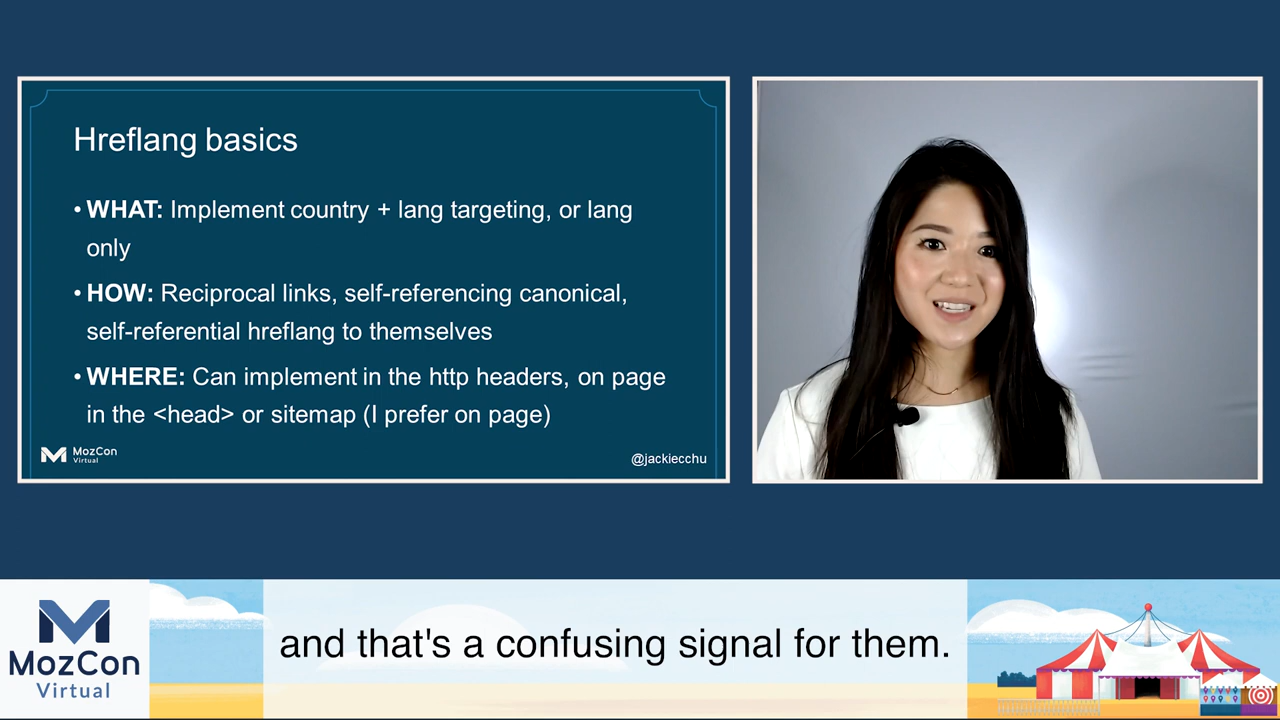 Hreflang basics
• WHAT: Implement country + lang targeting, or lang
only
• HOW: Reciprocal links, self-referencing canonical,
self-referential hreflang to themselves
• WHERE: Can implement in the http headers, on page
in the <head> or sitemap (I prefer on page)
MozCon
Virtual
@jackiecchu
and that's a confusing signal for them.
MozCon
Virtual